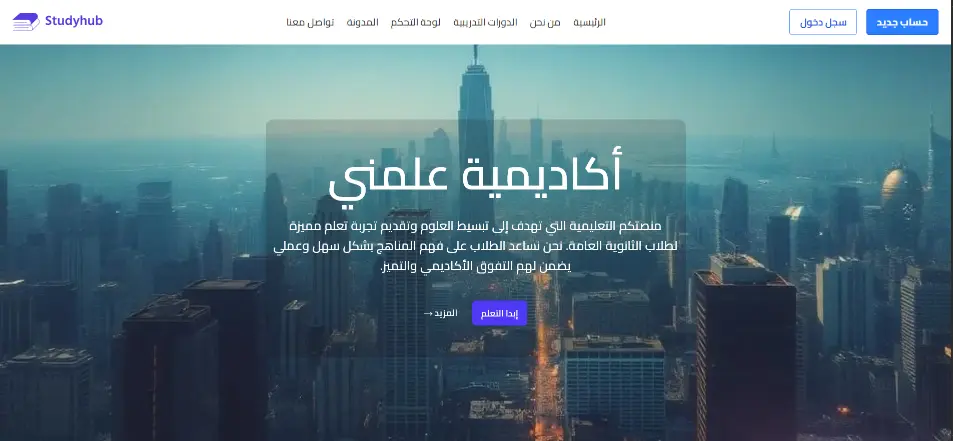 Studyhub
الرئيسية
من نحن
الدورات التدريبية
لوحة التحكم
المدونة
تواصل معنا
سجل دخول
حساب جديد
أكاديمية علمني
منصتكم التعليمية التي تهدف إلى تبسيط العلوم وتقديم تجربة تعلم مميزة
لطلاب الثانوية العامة. نحن نساعد الطلاب على فهم المناهج بشكل سهل وعملي
يضمن لهم التفوق الأكاديمي والتميز.
إبدا التعلم
المزيد →